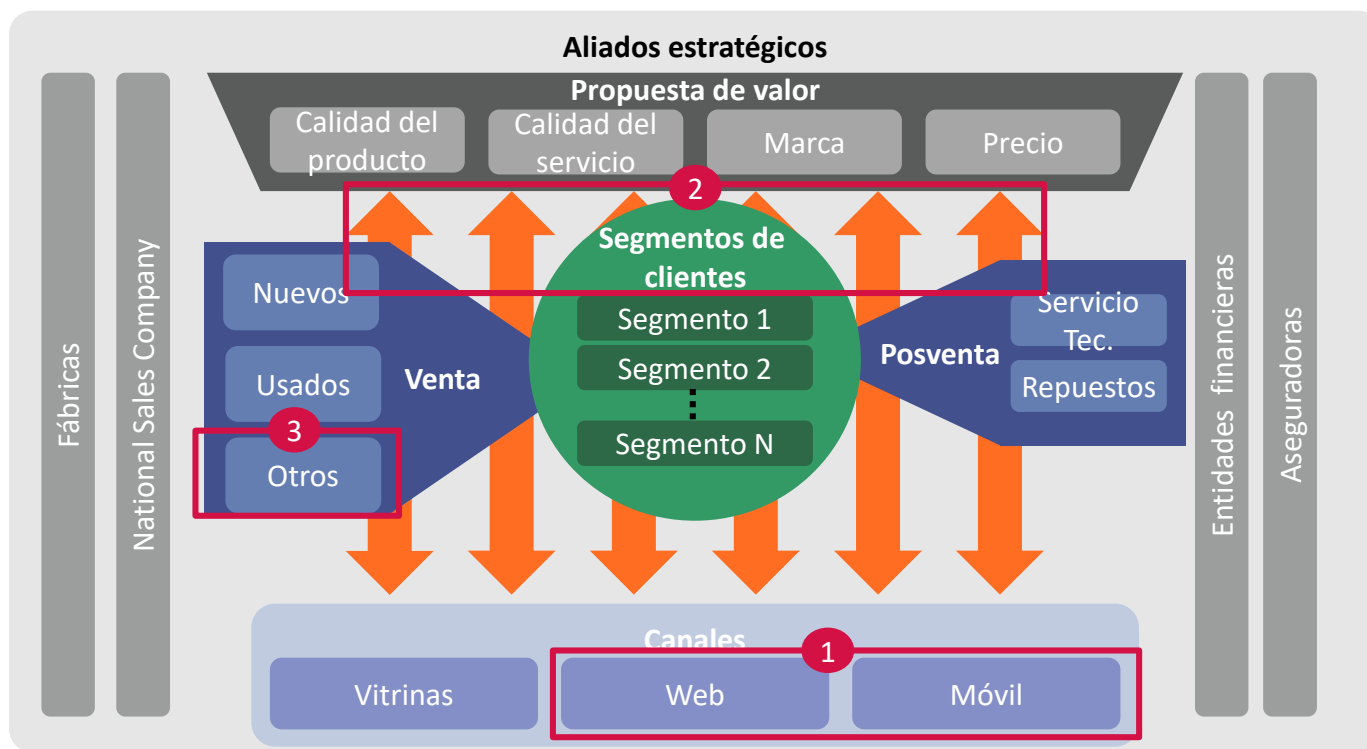 Aliados estratégicos
Propuesta de valor
Calidad del
producto
Calidad del
servicio
Marca
Precio
2
Fábricas
National Sales Company
Segmentos de
clientes
Segmento 1
Segmento 2
Segmento N
Nuevos
Usados
3
Otros
Venta
Posventa
Servicio
Tec.
Repuestos
Entidades financieras
Aseguradoras
Canales
1
Vitrinas
Web
Móvil